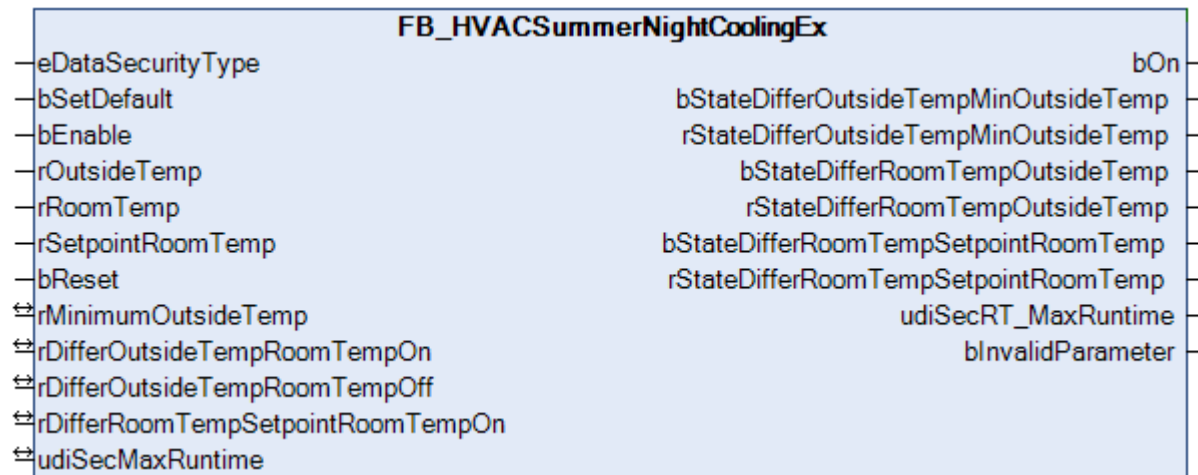 FB_HVACSummerNightCoolingEx
eDataSecurityType bOn
bSetDefault bStateDifferOutsideTempMinOutsideTemp
bEnable rStateDifferOutsideTempMinOutsideTemp
rOutsideTemp bStateDifferRoomTempOutsideTemp
rRoomTemp rStateDifferRoomTempOutsideTemp
rSetpointRoomTemp bStateDifferRoomTempSetpointRoomTemp
bReset rStateDifferRoomTempSetpointRoomTemp
rMinimumOutsideTemp udiSecRT_MaxRuntime
rDifferOutsideTempRoomTempOn bInvalidParameter
rDifferOutsideTempRoomTempOff
rDifferRoomTempSetpointRoomTempOn
udiSecMaxRuntime